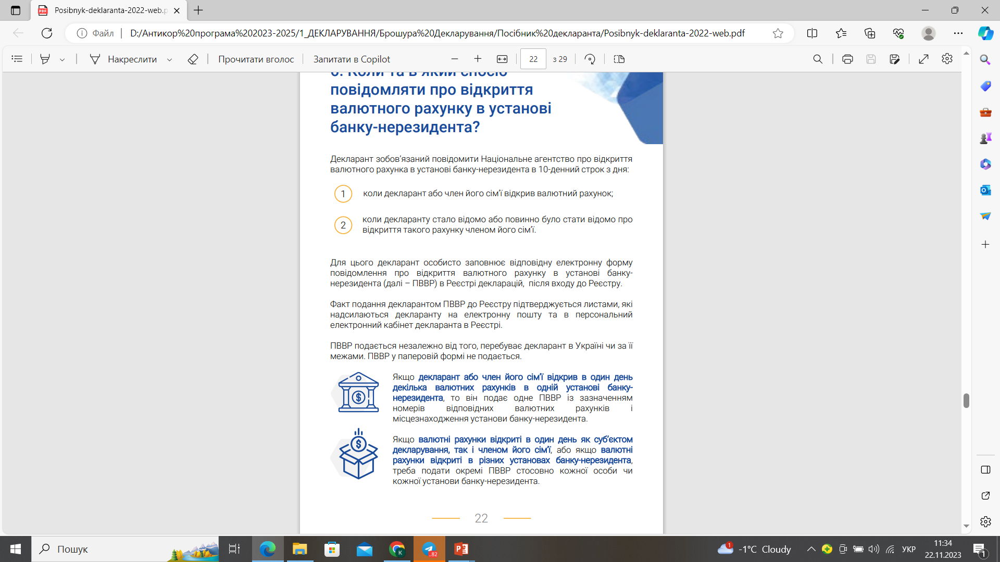 Posibnyk-deklaranta-2022-web.p
Файл
D:/Антикор%20програма%202023-2025/1_ДЕКЛАРУВАННЯ/Брошура%20Декларування/Посібник%20декларанта/Posibnyk-deklaranta-2022-web.pdf
Накреслити
Прочитати вголос
Запитати в Copilot
22
з 29
6. Коли та в який спосіб
повідомляти про відкриття
валютного рахунку в установі
банку-нерезидента?
Декларант зобов’язаний повідомити Національне агентство про відкриття
валютного рахунка в установі банку-нерезидента в 10-денний строк з дня:
1
коли декларант або член його сім’ї відкрив валютний рахунок;
2
коли декларанту стало відомо або повинно було стати відомо про
відкриття такого рахунку членом його сім’ї.
Для цього декларант особисто заповнює відповідну електронну форму
повідомлення про відкриття валютного рахунку в установі банку-
нерезидента (далі – ПВВР) в Реєстрі декларацій, після входу до Реєстру.
Факт подання декларантом ПВВР до Реєстру підтверджується листами, які
надсилаються декларанту на електронну пошту та в персональний
електронний кабінет декларанта в Реєстрі.
ПВВР подається незалежно від того, перебуває декларант в Україні чи за її
межами. ПВВР у паперовій формі не подається.
Якщо декларант або член його сім’ї відкрив в один день
декілька валютних рахунків в одній установі банку-
нерезидента, то він подає одне ПВВР із зазначенням
номерів відповідних валютних рахунків і
місцезнаходження установи банку-нерезидента.
Якщо валютні рахунки відкриті в один день як суб’єктом
декларування, так і членом його сім’ї, або якщо валютні
рахунки відкриті в різних установах банку-нерезидента,
треба подати окремі ПВВР стосовно кожної особи чи
кожної установи банку-нерезидента.
22
Пошук
..82
1
-1°C Cloudy
УКР
11:34
22.11.2023
1